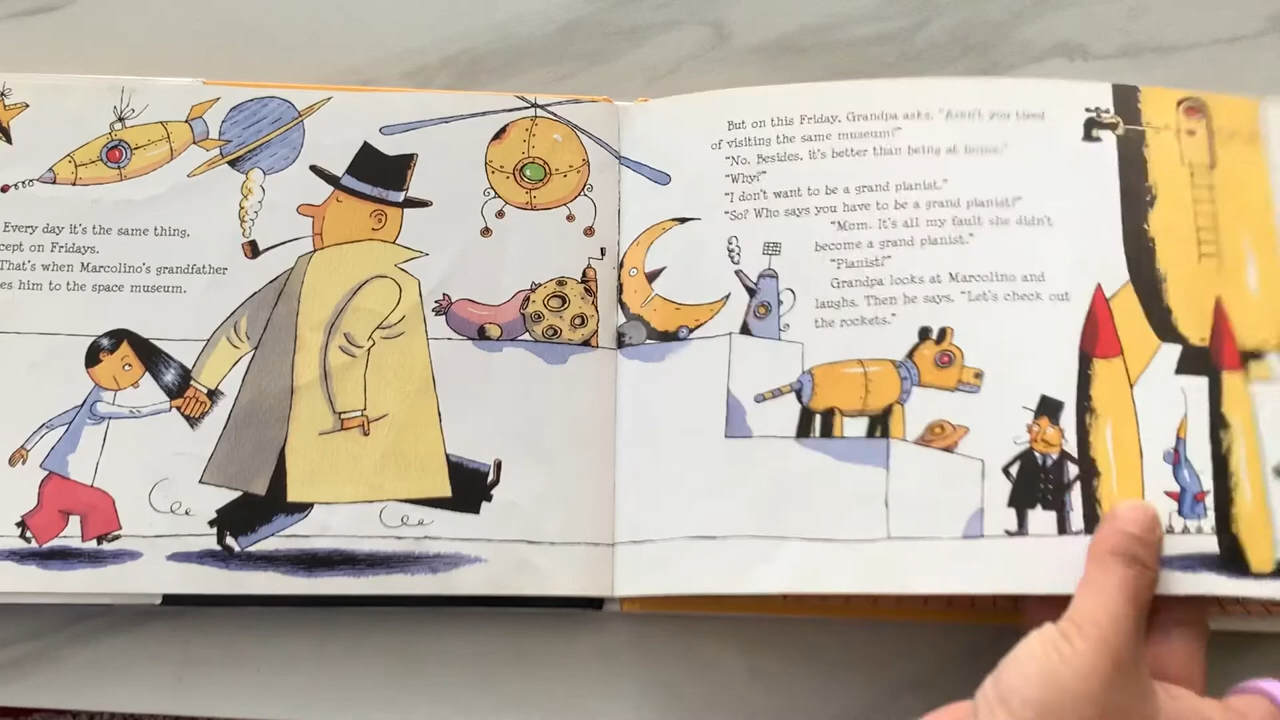 Every day it's the same thing,
cept on Fridays.
That's when Marcolino's grandfather
es him to the space museum.
But on this Friday, Grandpa asks, "Aren't you tired
of visiting the same museum?"
"No. Besides, it's better than being at home."
"Why?"
"I don't want to be a grand pianist."
"So? Who says you have to be a grand pianist?"
"Mom. It's all my fault she didn't
become a grand pianist."
"Pianist?"
Grandpa looks at Marcolino and
laughs. Then he says, "Let's check out
the rockets."